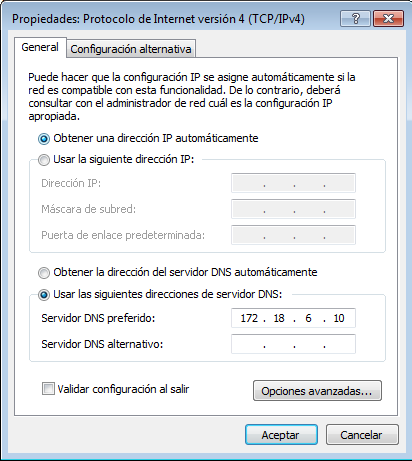 Propiedades: Protocolo de Internet versión 4 (TCP/IPv4)
General
Configuración alternativa
Puede hacer que la configuración IP se asigne automáticamente si la
red es compatible con esta funcionalidad. De lo contrario, deberá
consultar con el administrador de red cuál es la configuración IP
apropiada.
Obtener una dirección IP automáticamente
Usar la siguiente dirección IP:
Dirección IP:
. . .
Máscara de subred:
. . .
Puerta de enlace predeterminada:
. . .
Obtener la dirección del servidor DNS automáticamente
Usar las siguientes direcciones de servidor DNS:
Servidor DNS preferido:
172 . 18 . 6 . 10
Servidor DNS alternativo:
. . .
Validar configuración al salir
Opciones avanzadas...
Aceptar
Cancelar